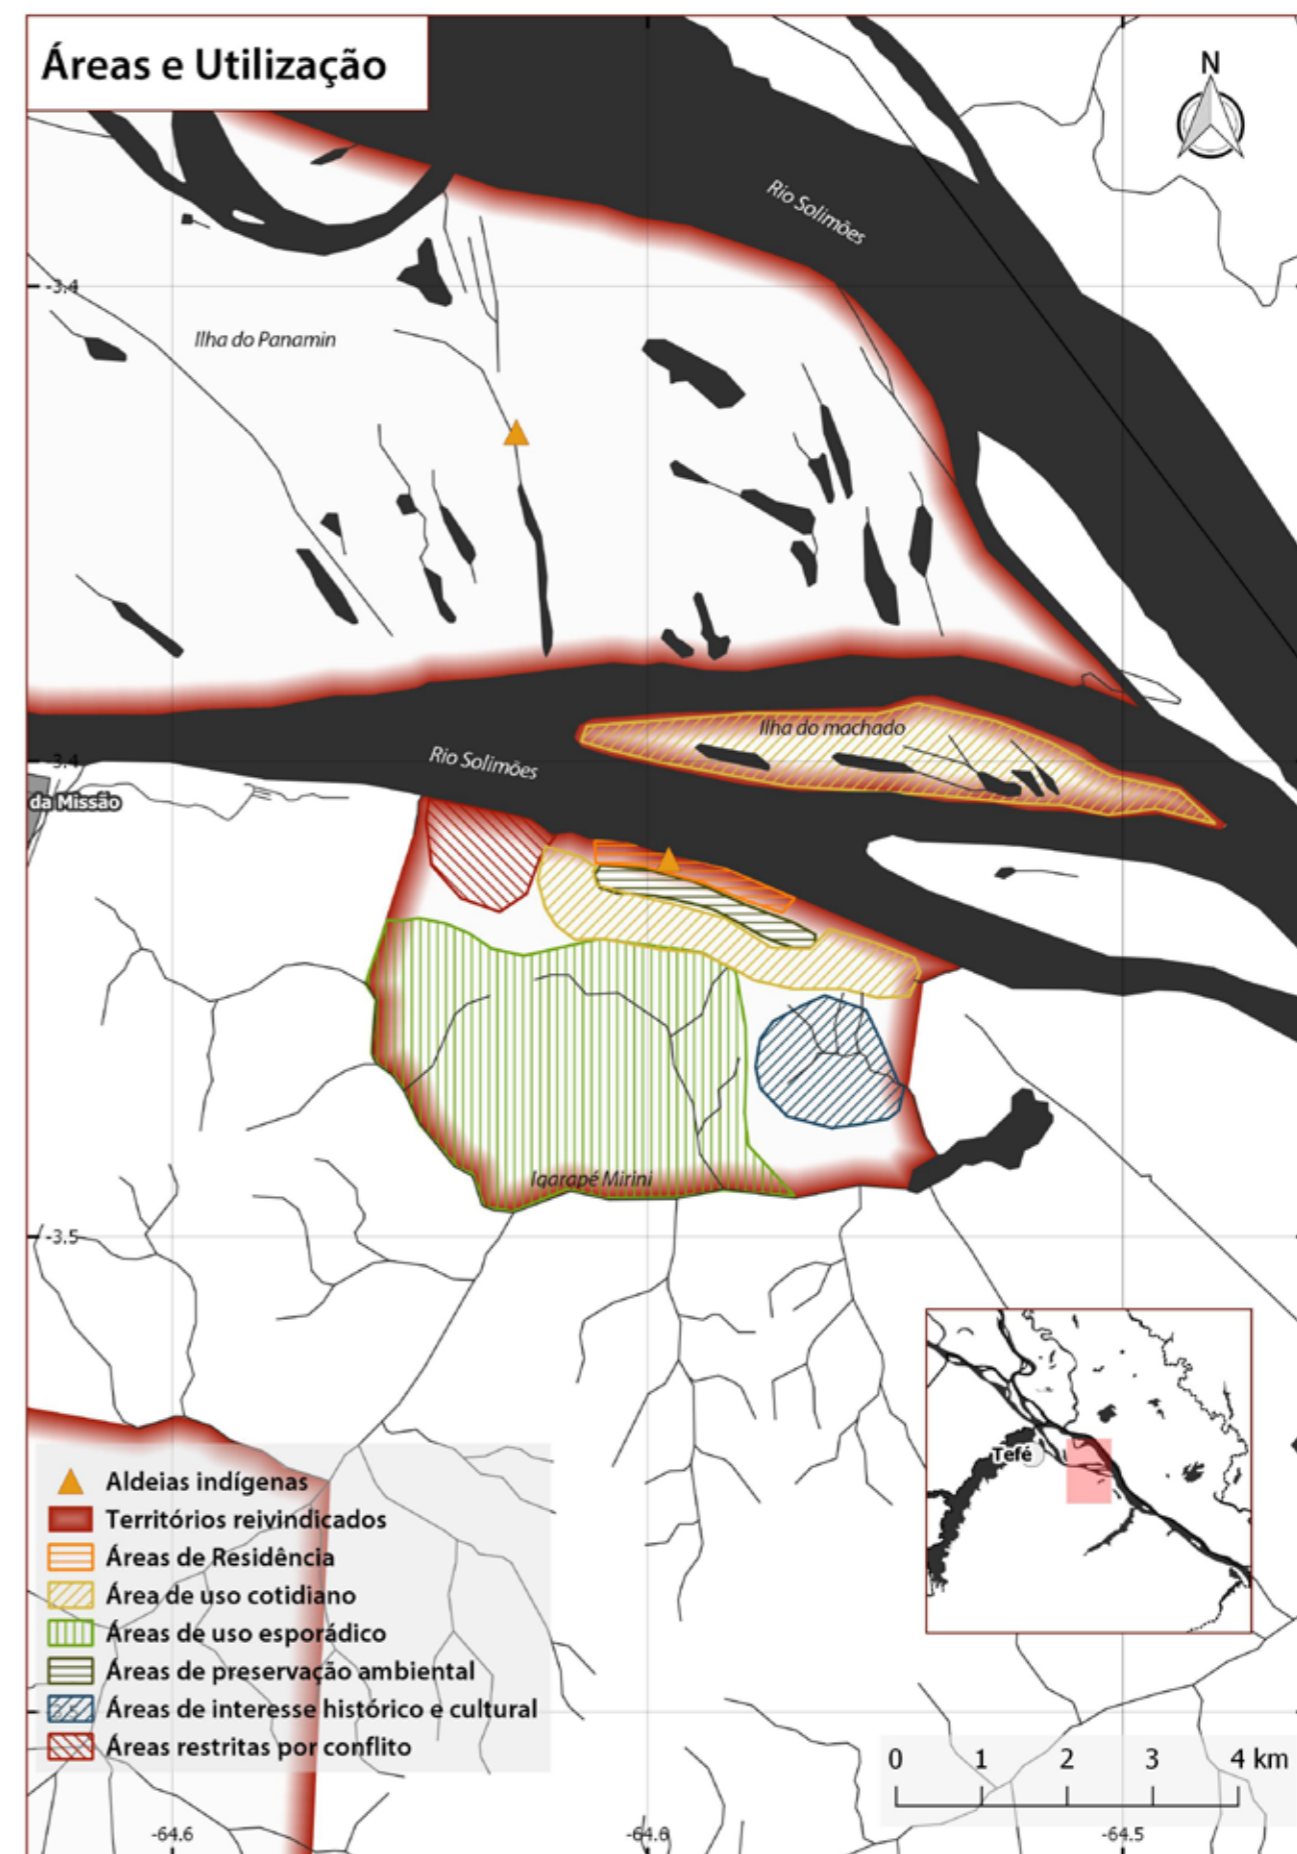 Áreas e Utilização
N
Rio Solimões
-3.4
Ilha do Panamin
Ilha do machado
Rio Solimões
-3.4
da Missão
Igarapé Mirini
-3.5
Tefé
Aldeias indígenas
Territórios reivindicados
Áreas de Residência
Área de uso cotidiano
Áreas de uso esporádico
Áreas de preservação ambiental
Áreas de interesse histórico e cultural
Áreas restritas por conflito
0 1 2 3 4 km
-64.6 -64.6 -64.5